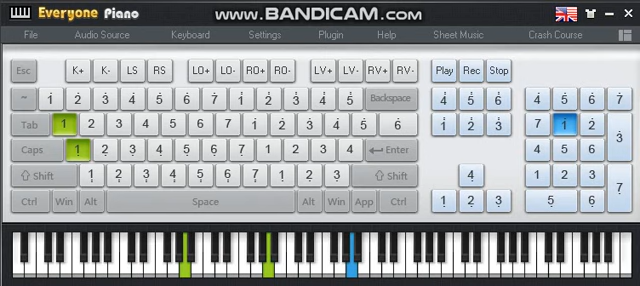 Everyone Piano
www.BANDICAM.com
File Audio Source Keyboard Settings Plugin Help Sheet Music Crash Course
Esc K+ K- LS RS LO+ LO- RO+ RO- LV+ LV- RV+ RV- Play Rec Stop
~ 1 2 3 4 5 6 7 1 2 3 4 5 Backspace 4 5 6 4 5 6 7
Tab 1 2 3 4 5 6 7 1 2 3 4 5 6 1 2 3 7 1 2 3
Caps 1 2 3 4 5 6 7 1 2 3 4 Enter 4 5 6
Shift 1 2 3 4 5 6 7 1 2 3 Shift 4 1 2 3 7
Ctrl Win Alt Space Alt Win App Ctrl 1 2 3 5 6